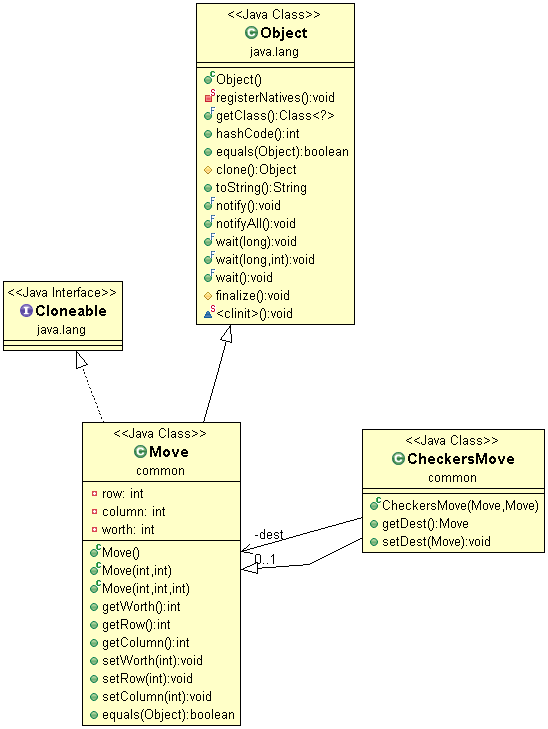 <<Java Class>>
Object
java.lang
Object()
registerNatives():void
getClass():Class<?>
hashCode():int
equals(Object):boolean
clone():Object
toString():String
notify():void
notifyAll():void
wait(long):void
wait(long,int):void
wait():void
finalize():void
<clinit>():void
<<Java Interface>>
Cloneable
java.lang
<<Java Class>>
Move
common
row: int
column: int
worth: int
Move()
Move(int,int)
Move(int,int,int)
getWorth():int
getRow():int
getColumn():int
setWorth(int):void
setRow(int):void
setColumn(int):void
equals(Object):boolean
-dest
0..1
<<Java Class>>
CheckersMove
common
CheckersMove(Move,Move)
getDest():Move
setDest(Move):void